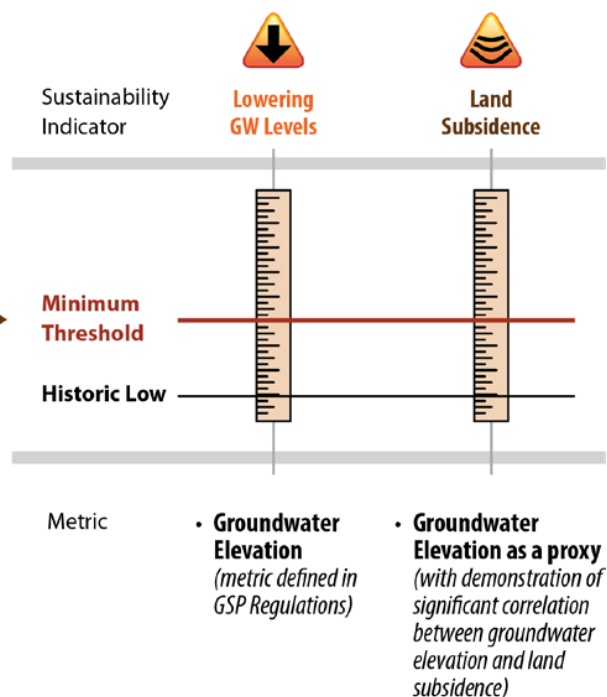 Sustainability
Indicator
Lowering
GW Levels
Land
Subsidence
Minimum
Threshold
Historic Low
Metric
• Groundwater
Elevation
(metric defined in
GSP Regulations)
• Groundwater
Elevation as a proxy
(with demonstration of
significant correlation
between groundwater
elevation and land
subsidence)